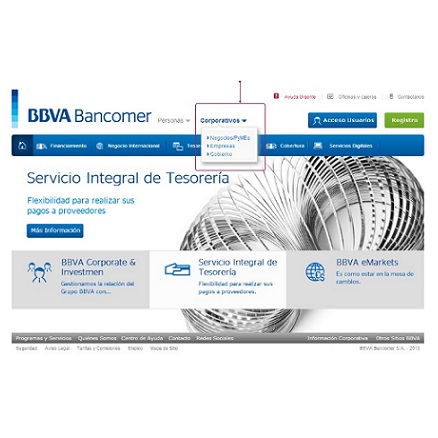 Ayuda Urgente
Oficinas y cajeros
Contáctanos
BBVA Bancomer
Personas
Corporativos
Acceso Usuarios
Registro
Negocios/PyMEs
Empresas
Gobierno
Financiamiento
Negocio Internacional
Cobertura
Servicios Digitales
Servicio Integral de Tesorería
Flexibilidad para realizar sus
pagos a proveedores
Más Información
BBVA Corporate &
Investmen
Gestionamos la relación del
Grupo BBVA con...
Servicio Integral de
Tesorería
Flexibilidad para realizar sus
pagos a proveedores.
BBVA eMarkets
Es como estar en la mesa de
cambios.
Programas y Servicios Quiénes Somos Centro de Ayuda Contacto Redes Sociales Información Corporativa Otros Sitios BBVA
Seguridad Aviso Legal Tarifas y Comisiones Empleo Mapa de Sitio BBVA Bancomer S.A. - 2013